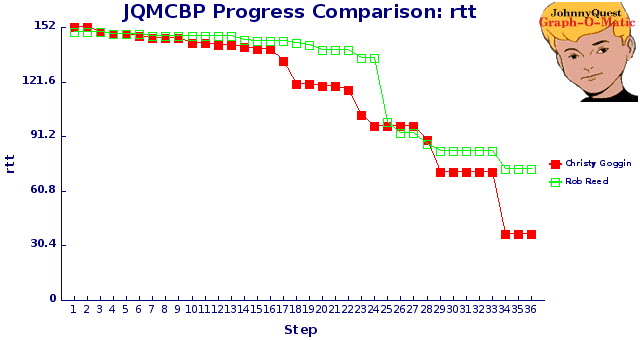 JQMCBP Progress Comparison: rtt
JohnnyQuest
Graph-O-Matic
152
121.6
91.2
60.8
30.4
0
rtt
Christy Goggin
Rob Reed
1 2 3 4 5 6 7 8 9 10 11 12 13 14 15 16 17 18 19 20 21 22 23 24 25 26 27 28 29 30 31 32 33 34 35 36
Step